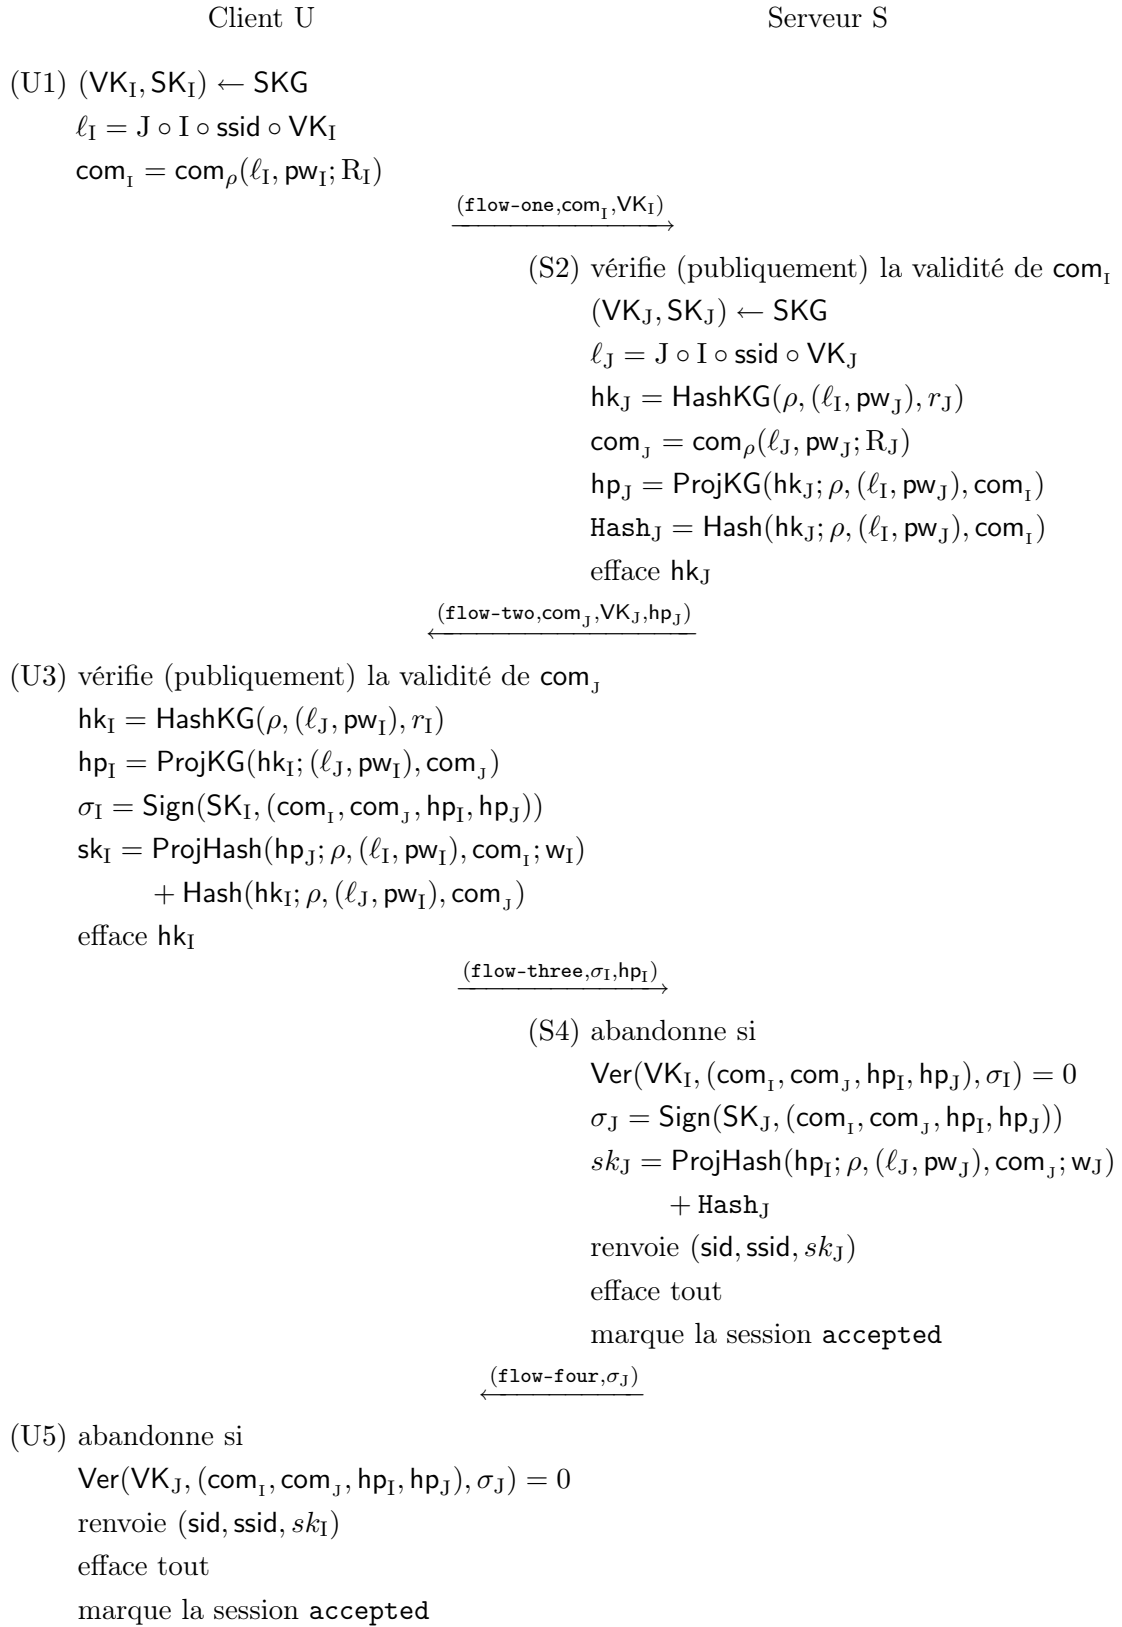 Client U Serveur S
(U1) (VK_I, SK_I) ← SKG
ℓ_I = J ∘ I ∘ ssid ∘ VK_I
com_I = com_ρ(ℓ_I, pw_I; R_I)
(flow-one,com_I,VK_I)
(S2) vérifie (publiquement) la validité de com_I
(VK_J, SK_J) ← SKG
ℓ_J = J ∘ I ∘ ssid ∘ VK_J
hk_J = HashKG(ρ, (ℓ_I, pw_J), r_J)
com_J = com_ρ(ℓ_J, pw_J; R_J)
hp_J = ProjKG(hk_J; ρ, (ℓ_I, pw_J), com_I)
Hash_J = Hash(hk_J; ρ, (ℓ_I, pw_J), com_I)
efface hk_J
(flow-two,com_J,VK_J,hp_J)
(U3) vérifie (publiquement) la validité de com_J
hk_I = HashKG(ρ, (ℓ_J, pw_I), r_I)
hp_I = ProjKG(hk_I; (ℓ_J, pw_I), com_J)
σ_I = Sign(SK_I, (com_I, com_J, hp_I, hp_J))
sk_I = ProjHash(hp_J; ρ, (ℓ_I, pw_I), com_I; w_I)
+ Hash(hk_I; ρ, (ℓ_J, pw_I), com_J)
efface hk_I
(flow-three,σ_I,hp_I)
(S4) abandonne si
Ver(VK_I, (com_I, com_J, hp_I, hp_J), σ_I) = 0
σ_J = Sign(SK_J, (com_I, com_J, hp_I, hp_J))
sk_J = ProjHash(hp_I; ρ, (ℓ_J, pw_J), com_J; w_J)
+ Hash_J
renvoie (sid, ssid, sk_J)
efface tout
marque la session accepted
(flow-four,σ_J)
(U5) abandonne si
Ver(VK_J, (com_I, com_J, hp_I, hp_J), σ_J) = 0
renvoie (sid, ssid, sk_I)
efface tout
marque la session accepted